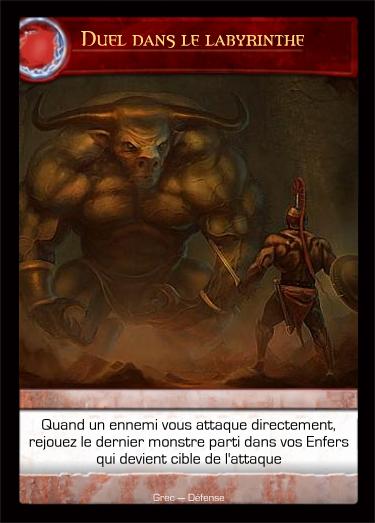 Duel dans le labyrinthe
Quand un ennemi vous attaque directement,
rejouez le dernier monstre parti dans vos Enfers
qui devient cible de l'attaque
Grec — Défense